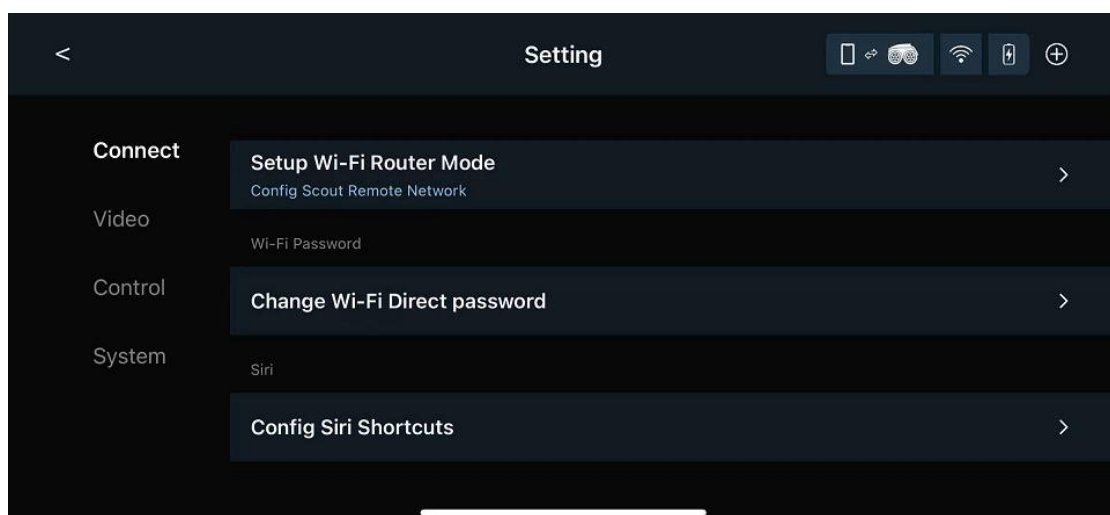 <
Setting
Connect
Setup Wi-Fi Router Mode
Config Scout Remote Network
Video
Wi-Fi Password
Control
Change Wi-Fi Direct password
System
Siri
Config Siri Shortcuts